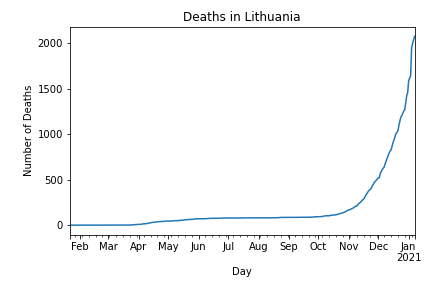 Deaths in Lithuania
Number of Deaths
2000
1500
1000
500
0
Feb Mar Apr May Jun Jul Aug Sep Oct Nov Dec Jan
2021
Day